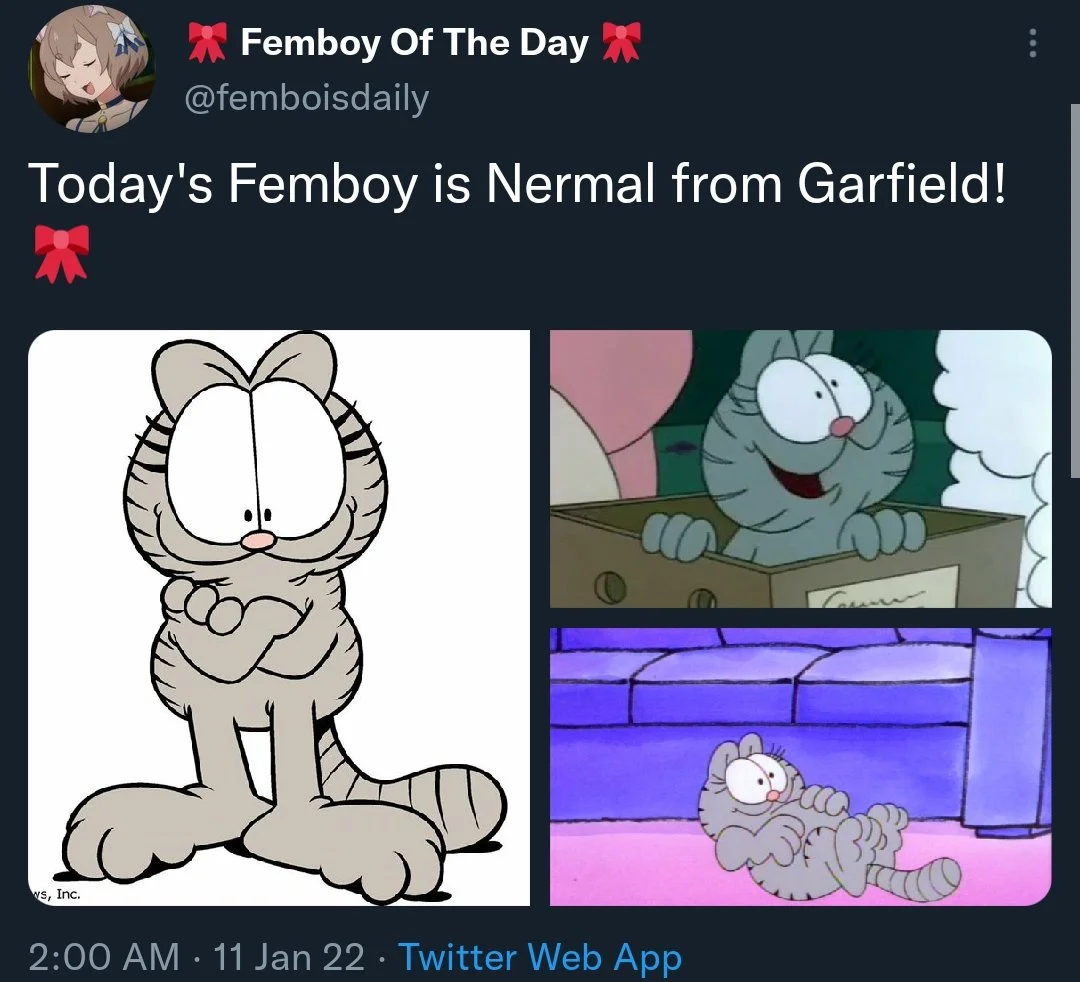 🎀 Femboy Of The Day 🎀
@femboisdaily
Today's Femboy is Nermal from Garfield!
🎀
ws, Inc.
2:00 AM · 11 Jan 22 · Twitter Web App